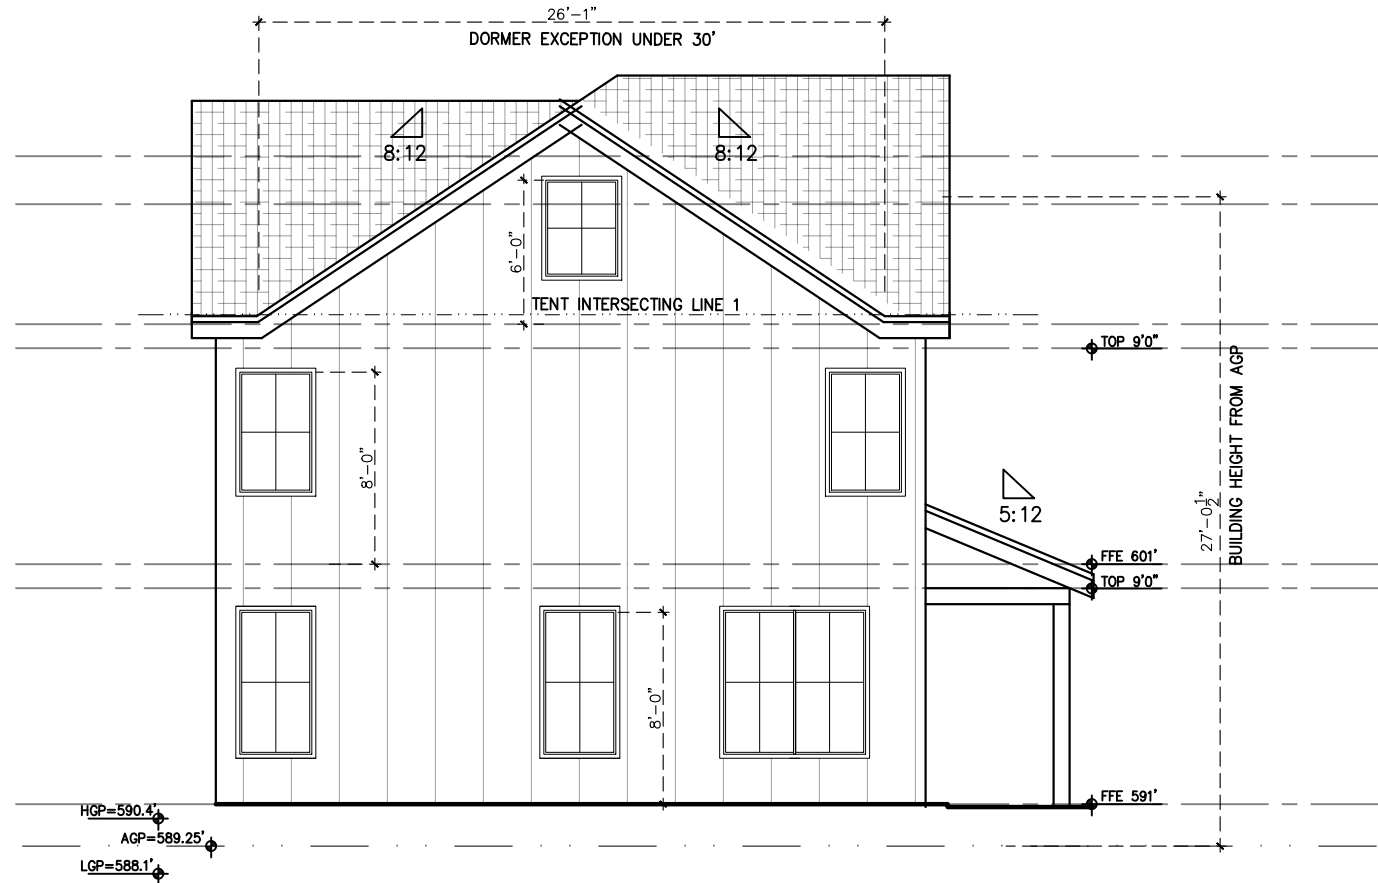 26'-1"
DORMER EXCEPTION UNDER 30'
8:12
8:12
6'-0"
TENT INTERSECTING LINE 1
TOP 9'0"
BUILDING HEIGHT FROM AGP
27'-0 1/2"
8'-0"
5:12
FFE 601'
TOP 9'0"
8'-0"
FFE 591'
HGP=590.4'
AGP=589.25'
LGP=588.1'